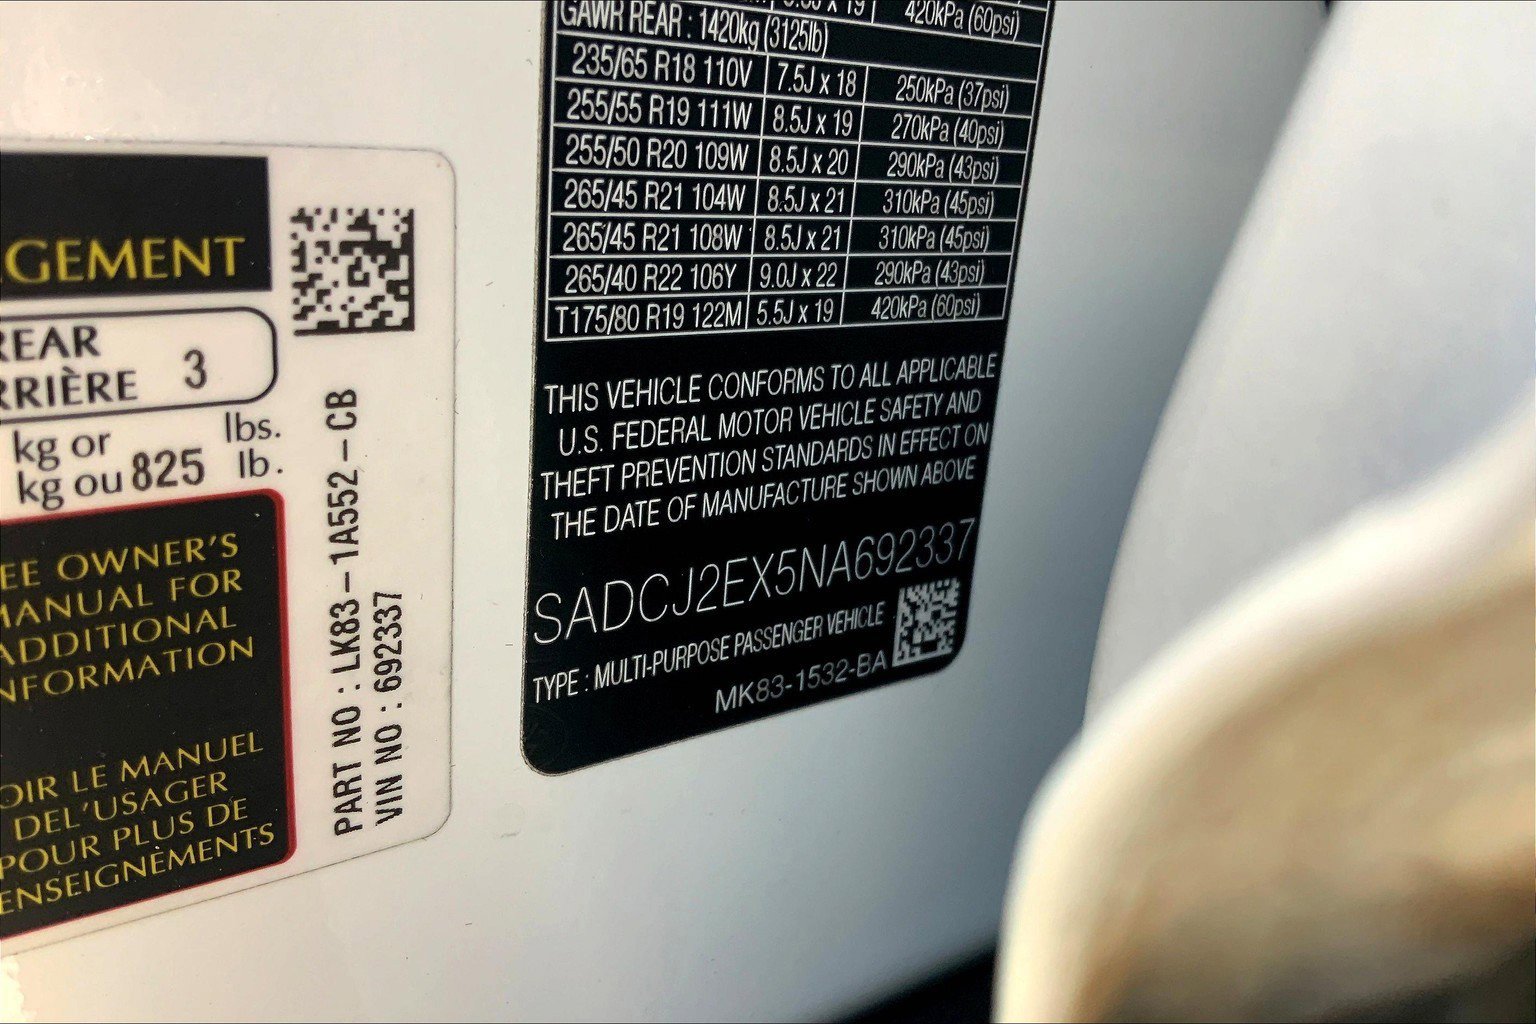 GEMENT
REAR 3
RRIÈRE
kg or lbs.
kg ou 825 lb.
EE OWNER'S
MANUAL FOR
ADDITIONAL
NFORMATION
OIR LE MANUEL
DEL'USAGER
POUR PLUS DE
ENSEIGNÈMENTS
PART NO : LK83-1A552-CB
VIN NO : 692337
x 19 420kPa (60psi)
GAWR REAR : 1420kg (3125lb)
235/65 R18 110V 7.5J x 18 250kPa (37psi)
255/55 R19 111W 8.5J x 19 270kPa (40psi)
255/50 R20 109W 8.5J x 20 290kPa (43psi)
265/45 R21 104W 8.5J x 21 310kPa (45psi)
265/45 R21 108W 8.5J x 21 310kPa (45psi)
265/40 R22 106Y 9.0J x 22 290kPa (43psi)
T175/80 R19 122M 5.5J x 19 420kPa (60psi)
THIS VEHICLE CONFORMS TO ALL APPLICABLE
U.S. FEDERAL MOTOR VEHICLE SAFETY AND
THEFT PREVENTION STANDARDS IN EFFECT ON
THE DATE OF MANUFACTURE SHOWN ABOVE
SADCJ2EX5NA692337
TYPE : MULTI-PURPOSE PASSENGER VEHICLE
MK83-1532-BA